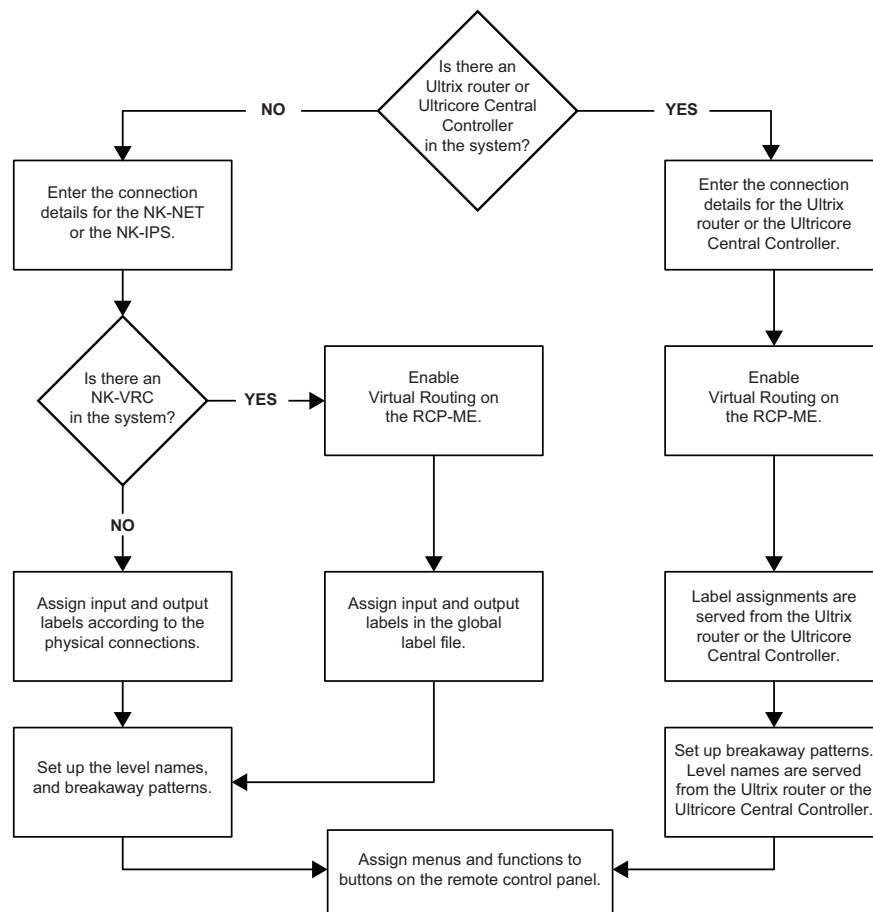 Is there an
Ultrix router or
Ultricore Central
Controller
in the system?
NO
YES
Enter the connection
details for the NK-NET
or the NK-IPS.
Enter the connection
details for the Ultrix
router or the Ultricore
Central Controller.
Is there an
NK-VRC
in the system?
YES
Enable
Virtual Routing on
the RCP-ME.
Enable
Virtual Routing on
the RCP-ME.
NO
Assign input and output
labels according to the
physical connections.
Assign input and output
labels in the global
label file.
Label assignments are
served from the Ultrix
router or the Ultricore
Central Controller.
Set up the level names,
and breakaway patterns.
Set up breakaway patterns.
Level names are served
from the Ultrix router or the
Ultricore Central Controller.
Assign menus and functions to
buttons on the remote control panel.